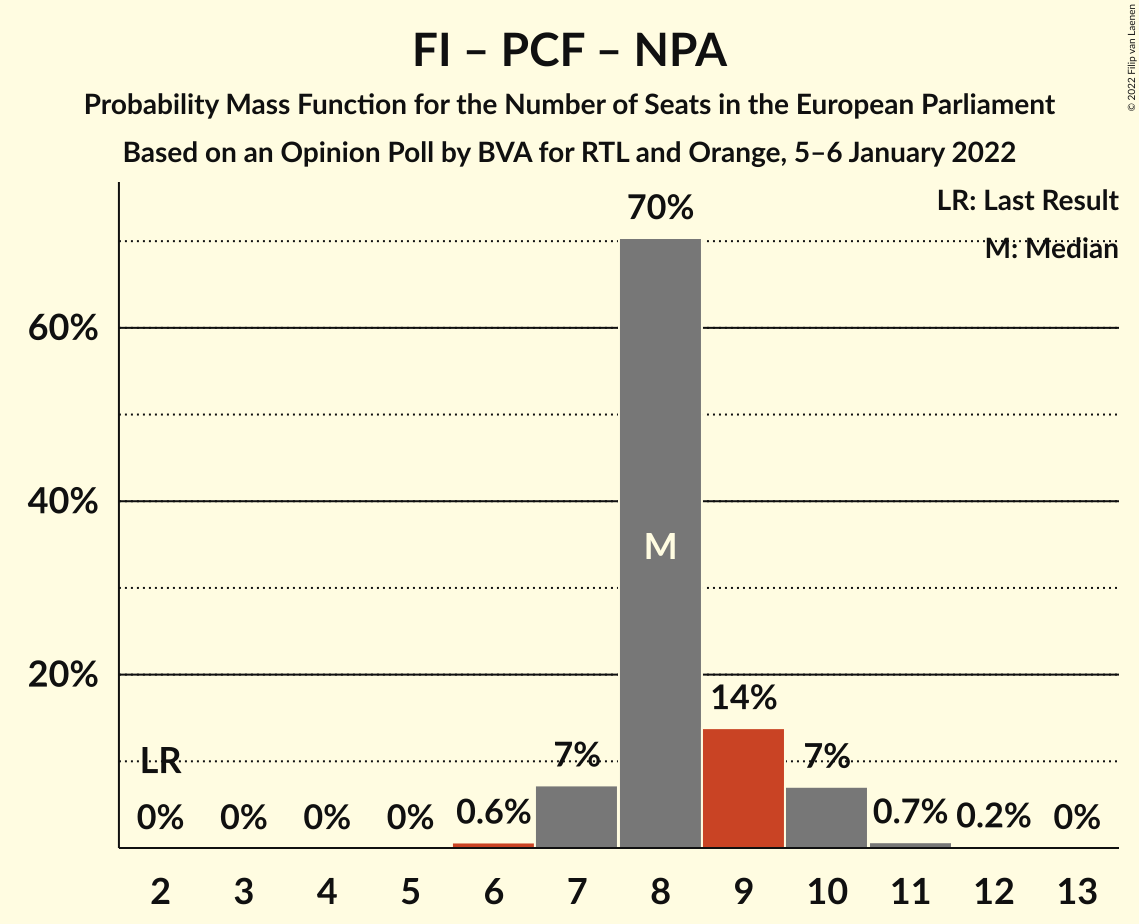 FI – PCF – NPA
Probability Mass Function for the Number of Seats in the European Parliament
Based on an Opinion Poll by BVA for RTL and Orange, 5–6 January 2022
© 2022 Filip van Laenen
LR: Last Result
M: Median
60%
40%
20%
LR
0%
0%
0%
0%
0.6%
7%
70%
M
14%
7%
0.7%
0.2%
0%
2 3 4 5 6 7 8 9 10 11 12 13